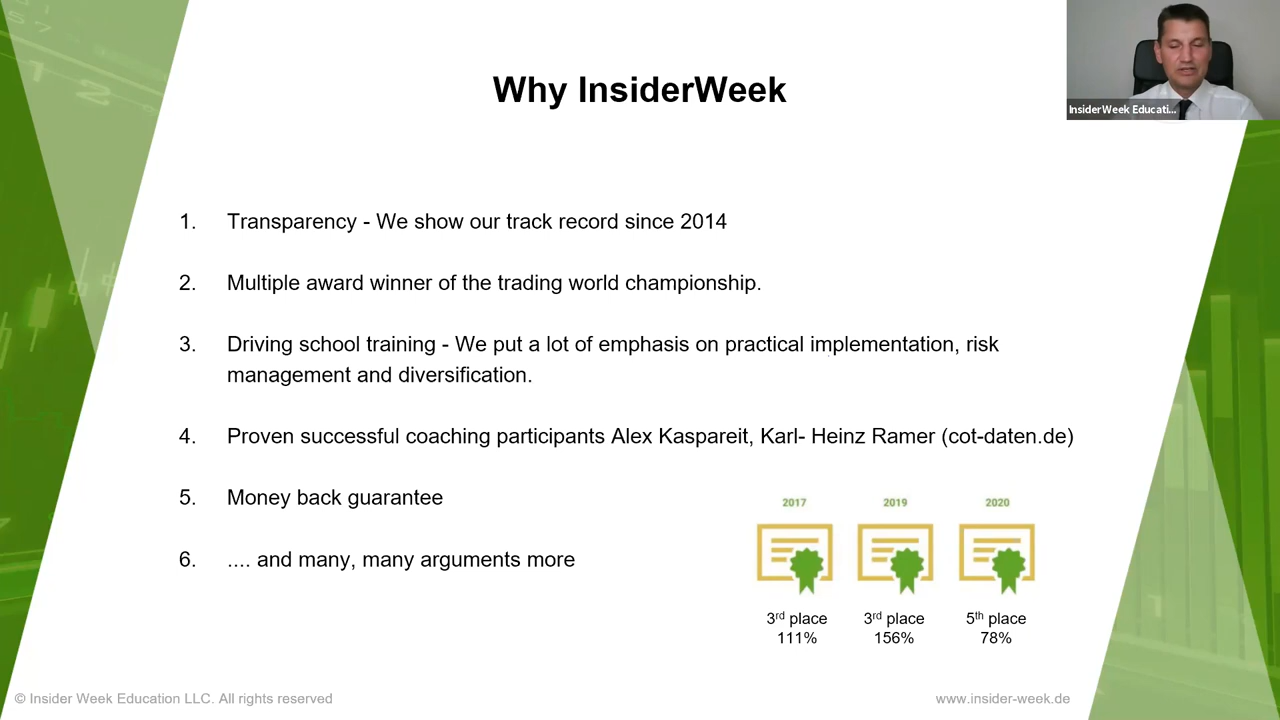 Why InsiderWeek
InsiderWeek Educati...
1. Transparency - We show our track record since 2014
2. Multiple award winner of the trading world championship.
3. Driving school training - We put a lot of emphasis on practical implementation, risk
management and diversification.
4. Proven successful coaching participants Alex Kaspareit, Karl- Heinz Ramer (cot-daten.de)
5. Money back guarantee
6. .... and many, many arguments more
2017 2019 2020
3rd place 3rd place 5th place
111% 156% 78%
© Insider Week Education LLC. All rights reserved
www.insider-week.de